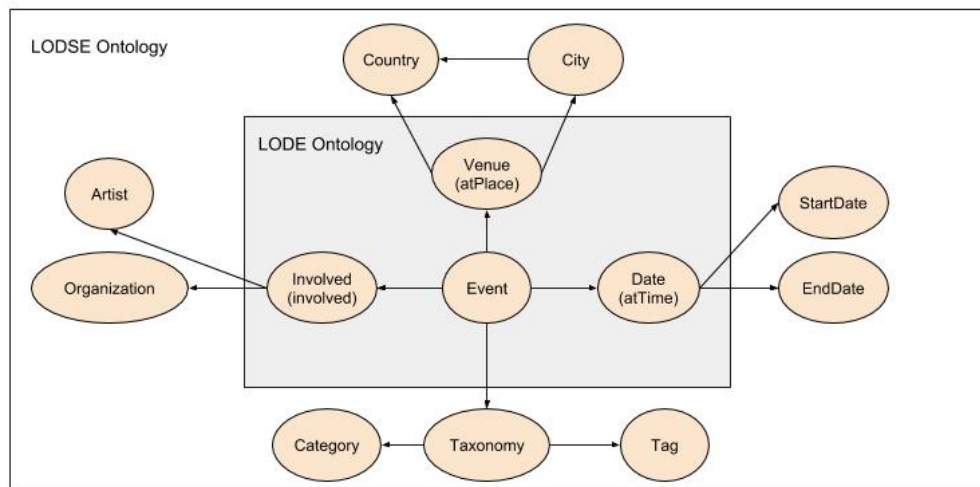 LODSE Ontology
Country
City
LODE Ontology
Venue
(atPlace)
Artist
StartDate
Organization
Involved
(involved)
Event
Date
(atTime)
EndDate
Category
Taxonomy
Tag